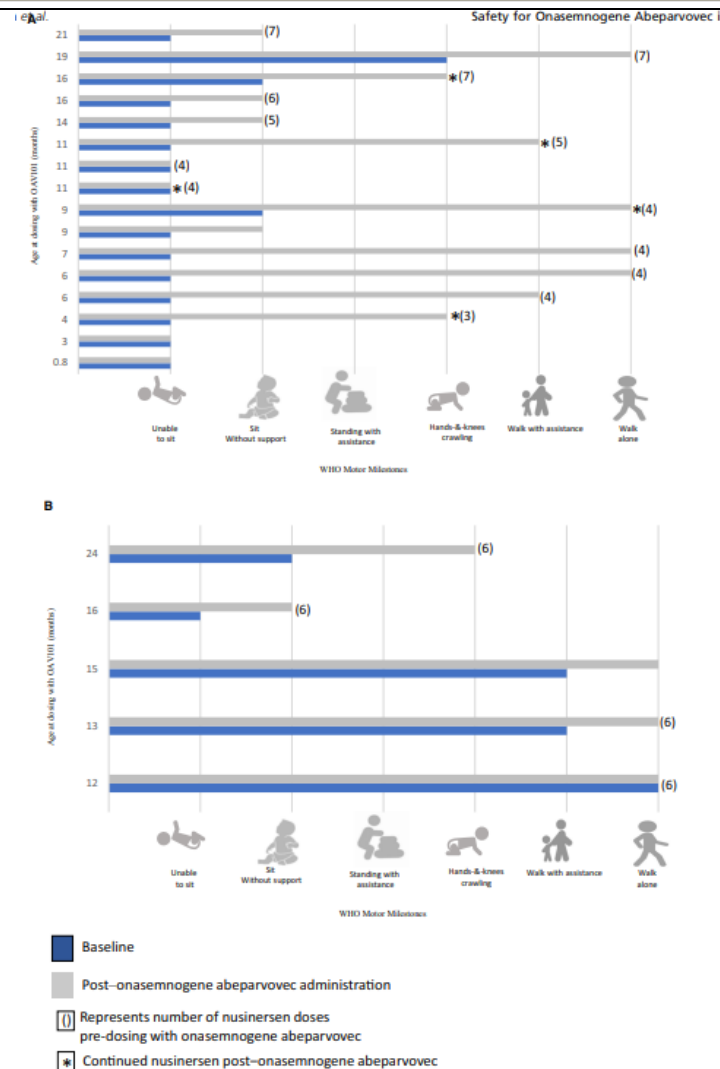 et al.
Safety for Onasemnogene Abeparvovec i
A
Age at dosing with OAV101 (months)
21 (7)
19 (7)
16 *(7)
16 (6)
14 (5)
11 *(5)
11 (4)
11 *(4)
9 *(4)
9
7 (4)
6 (4)
6 (4)
4 *(3)
3
0.8
Unable
to sit
Sit
Without support
Standing with
assistance
Hands-&-knees
crawling
Walk with assistance
Walk
alone
WHO Motor Milestones
B
Age at dosing with OAV101 (months)
24 (6)
16 (6)
15
13 (6)
12 (6)
Unable
to sit
Sit
Without support
Standing with
assistance
Hands-&-knees
crawling
Walk with assistance
Walk
alone
WHO Motor Milestones
Baseline
Post–onasemnogene abeparvovec administration
() Represents number of nusinersen doses
pre-dosing with onasemnogene abeparvovec
* Continued nusinersen post–onasemnogene abeparvovec